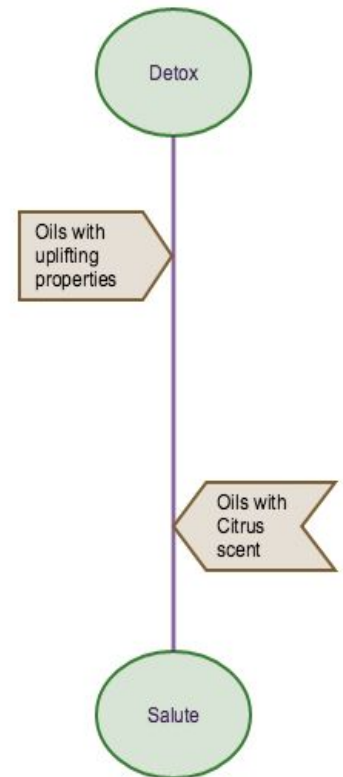 Detox
Oils with
uplifting
properties
Oils with
Citrus
scent
Salute